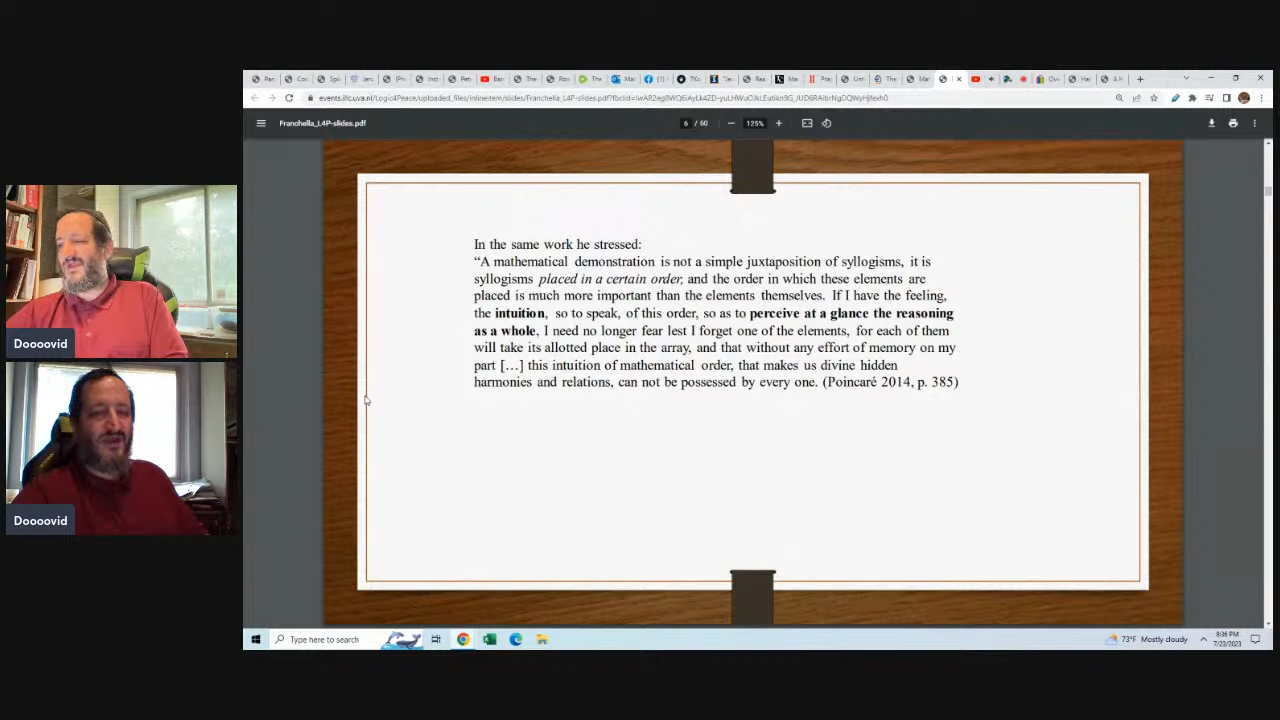 Franchella_L4P-slides.pdf
6 / 60
125%
In the same work he stressed:
“A mathematical demonstration is not a simple juxtaposition of syllogisms, it is
syllogisms placed in a certain order, and the order in which these elements are
placed is much more important than the elements themselves. If I have the feeling,
the intuition, so to speak, of this order, so as to perceive at a glance the reasoning
as a whole, I need no longer fear lest I forget one of the elements, for each of them
will take its allotted place in the array, and that without any effort of memory on my
part […] this intuition of mathematical order, that makes us divine hidden
harmonies and relations, can not be possessed by every one. (Poincaré 2014, p. 385)
Doooovid
Doooovid
Type here to search
73°F Mostly cloudy
8:36 PM
7/23/2023